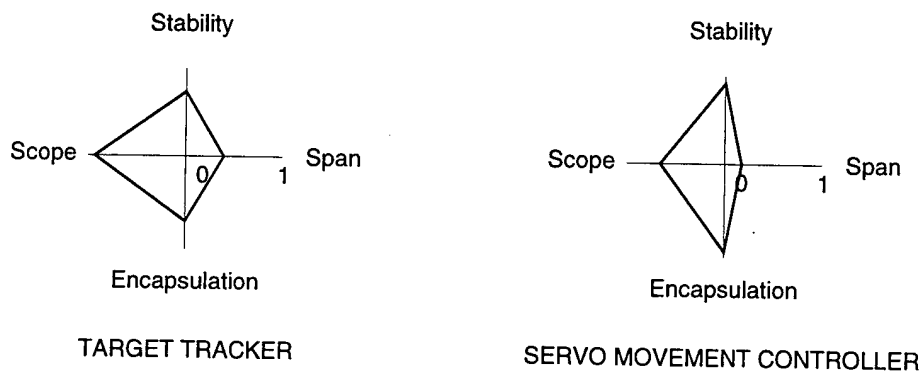 Stability
Scope
0
1
Span
Encapsulation
TARGET TRACKER
Stability
Scope
0
1
Span
Encapsulation
SERVO MOVEMENT CONTROLLER